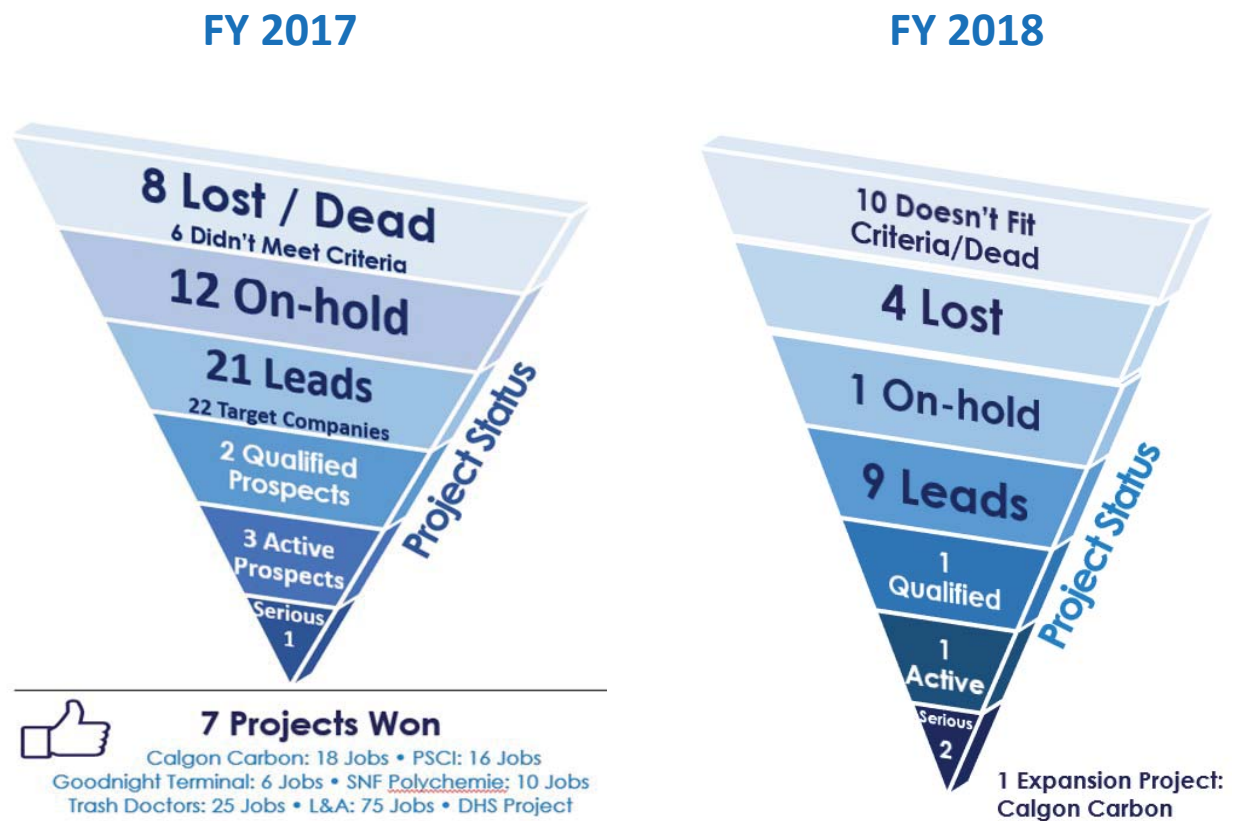 FY 2017
8 Lost / Dead
6 Didn't Meet Criteria
12 On-hold
21 Leads
22 Target Companies
2 Qualified
Prospects
3 Active
Prospects
Serious
1
Project Status
7 Projects Won
Calgon Carbon: 18 Jobs • PSCI: 16 Jobs
Goodnight Terminal: 6 Jobs • SNF Polychemie: 10 Jobs
Trash Doctors: 25 Jobs • L&A: 75 Jobs • DHS Project
FY 2018
10 Doesn't Fit
Criteria/Dead
4 Lost
1 On-hold
9 Leads
1
Qualified
1
Active
Serious
2
Project Status
1 Expansion Project:
Calgon Carbon